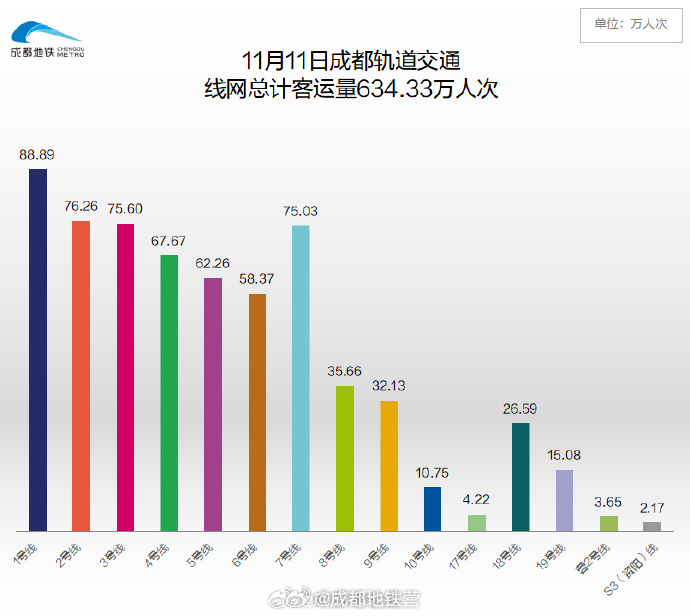 成都地铁 CHENGDU METRO
单位：万人次
11月11日成都轨道交通
线网总计客运量634.33万人次
88.89
76.26
75.60
67.67
62.26
58.37
75.03
35.66
32.13
10.75
4.22
26.59
15.08
3.65
2.17
1号线
2号线
3号线
4号线
5号线
6号线
7号线
8号线
9号线
10号线
17号线
18号线
19号线
蓉2号线
S3（资阳）线
@成都地铁营